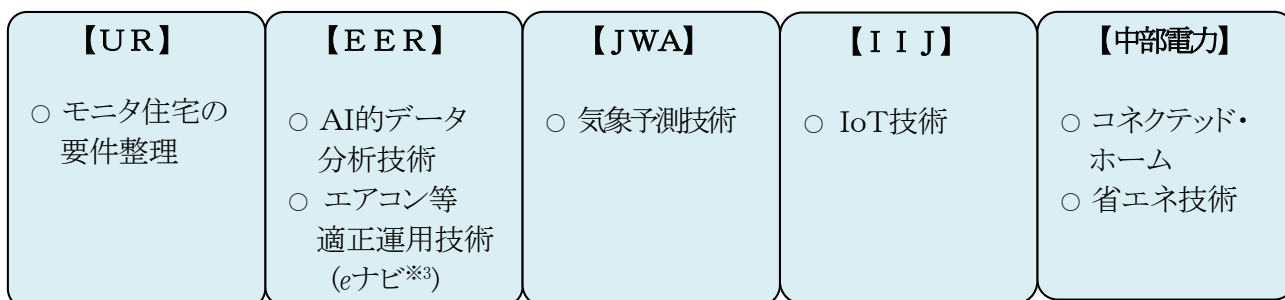 【UR】
○ モニタ住宅の
要件整理
【EER】
○ AI的データ
分析技術
○ エアコン等
適正運用技術
(eナビ※3)
【JWA】
○ 気象予測技術
【IIJ】
○ IoT技術
【中部電力】
○ コネクテッド・
ホーム
○ 省エネ技術